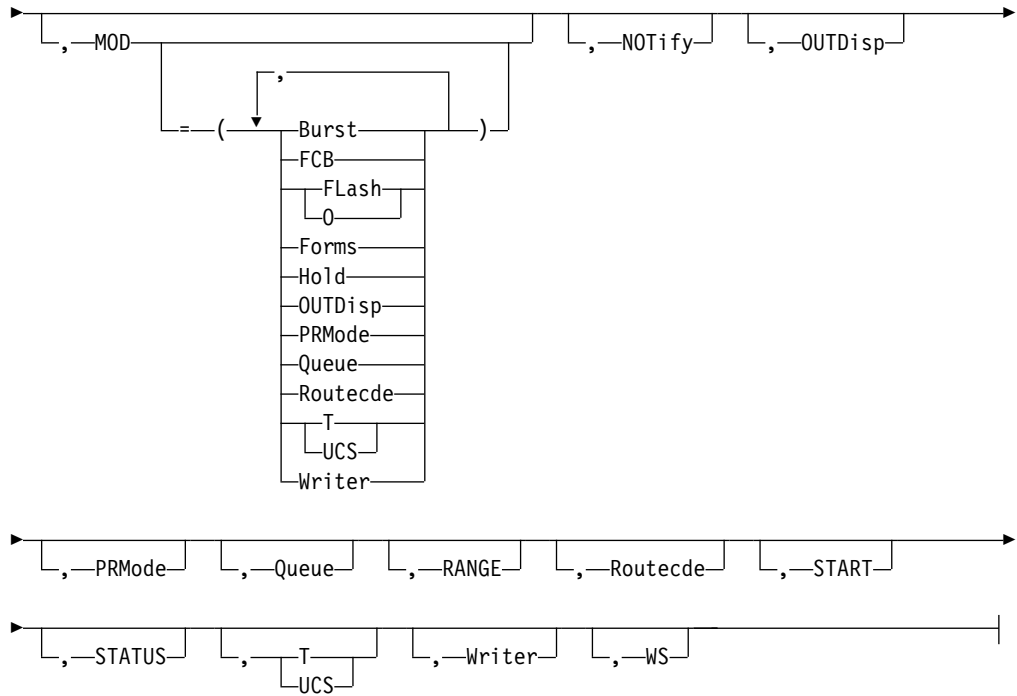 , MOD , NOTify , OUTDisp
,
= ( Burst )
FCB
FLash
O
Forms
Hold
OUTDisp
PRMode
Queue
Routecde
T
UCS
Writer
, PRMode , Queue , RANGE , Routecde , START
, STATUS , T , Writer , WS
UCS